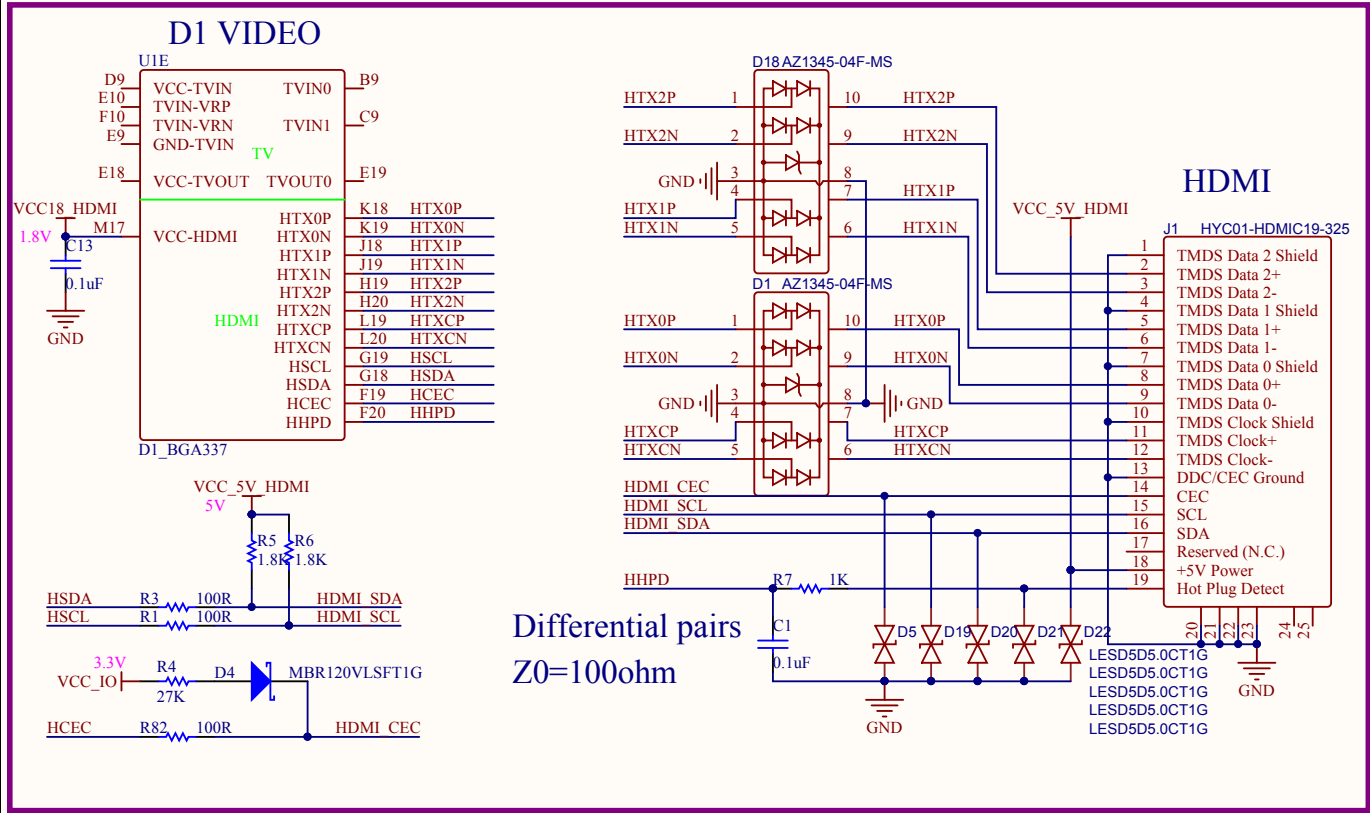 D1 VIDEO
U1E
D9 VCC-TVIN TVIN0 B9
E10 TVIN-VRP
F10 TVIN-VRN TVIN1 C9
E9 GND-TVIN
TV
E18 VCC-TVOUT TVOUT0 E19
VCC18_HDMI
1.8V
M17 VCC-HDMI
C13
0.1uF
GND
HDMI
HTX0P K18 HTX0P
HTX0N K19 HTX0N
HTX1P J18 HTX1P
HTX1N J19 HTX1N
HTX2P H19 HTX2P
HTX2N H20 HTX2N
HTXCP L19 HTXCP
HTXCN L20 HTXCN
HSCL G19 HSCL
HSDA G18 HSDA
HCEC F19 HCEC
HHPD F20 HHPD
D1_BGA337
VCC_5V_HDMI
5V
R5 R6
1.8K 1.8K
HSDA R3 100R HDMI_SDA
HSCL R1 100R HDMI_SCL
3.3V
VCC_IO R4 D4 MBR120VLSFT1G
27K
HCEC R82 100R HDMI_CEC
D18 AZ1345-04F-MS
HTX2P 1 10 HTX2P
HTX2N 2 9 HTX2N
GND 3 8
4 7 HTX1P
HTX1P
HTX1N 5 6 HTX1N
D1 AZ1345-04F-MS
HTX0P 1 10 HTX0P
HTX0N 2 9 HTX0N
GND 3 8 GND
4 7
HTXCP HTXCP
HTXCN 5 6 HTXCN
HDMI_CEC
HDMI_SCL
HDMI_SDA
HHPD R7 1K
C1
0.1uF
D5 D19 D20 D21 D22
GND
LESD5D5.0CT1G
LESD5D5.0CT1G
LESD5D5.0CT1G
LESD5D5.0CT1G
LESD5D5.0CT1G
Differential pairs
Z0=100ohm
HDMI
VCC_5V_HDMI
J1 HYC01-HDMIC19-325
1 TMDS Data 2 Shield
2 TMDS Data 2+
3 TMDS Data 2-
4 TMDS Data 1 Shield
5 TMDS Data 1+
6 TMDS Data 1-
7 TMDS Data 0 Shield
8 TMDS Data 0+
9 TMDS Data 0-
10 TMDS Clock Shield
11 TMDS Clock+
12 TMDS Clock-
13 DDC/CEC Ground
14 CEC
15 SCL
16 SDA
17 Reserved (N.C.)
18 +5V Power
19 Hot Plug Detect
20 21 22 23 24 25
GND